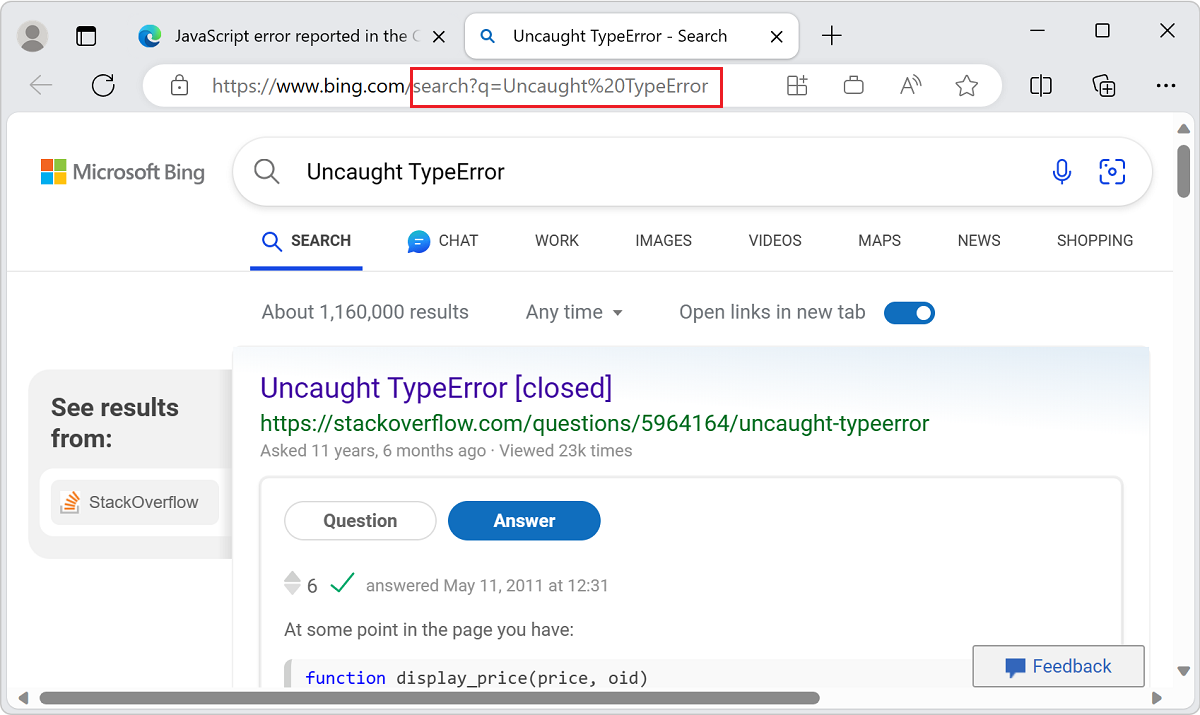 JavaScript error reported in the
Uncaught TypeError - Search
https://www.bing.com/search?q=Uncaught%20TypeError
A))
Microsoft Bing
Uncaught TypeError
SEARCH CHAT WORK IMAGES VIDEOS MAPS NEWS SHOPPING
About 1,160,000 results Any time Open links in new tab
See results
from:
StackOverflow
Uncaught TypeError [closed]
https://stackoverflow.com/questions/5964164/uncaught-typeerror
Asked 11 years, 6 months ago · Viewed 23k times
Question Answer
6 answered May 11, 2011 at 12:31
At some point in the page you have:
function display_price(price, oid)
Feedback